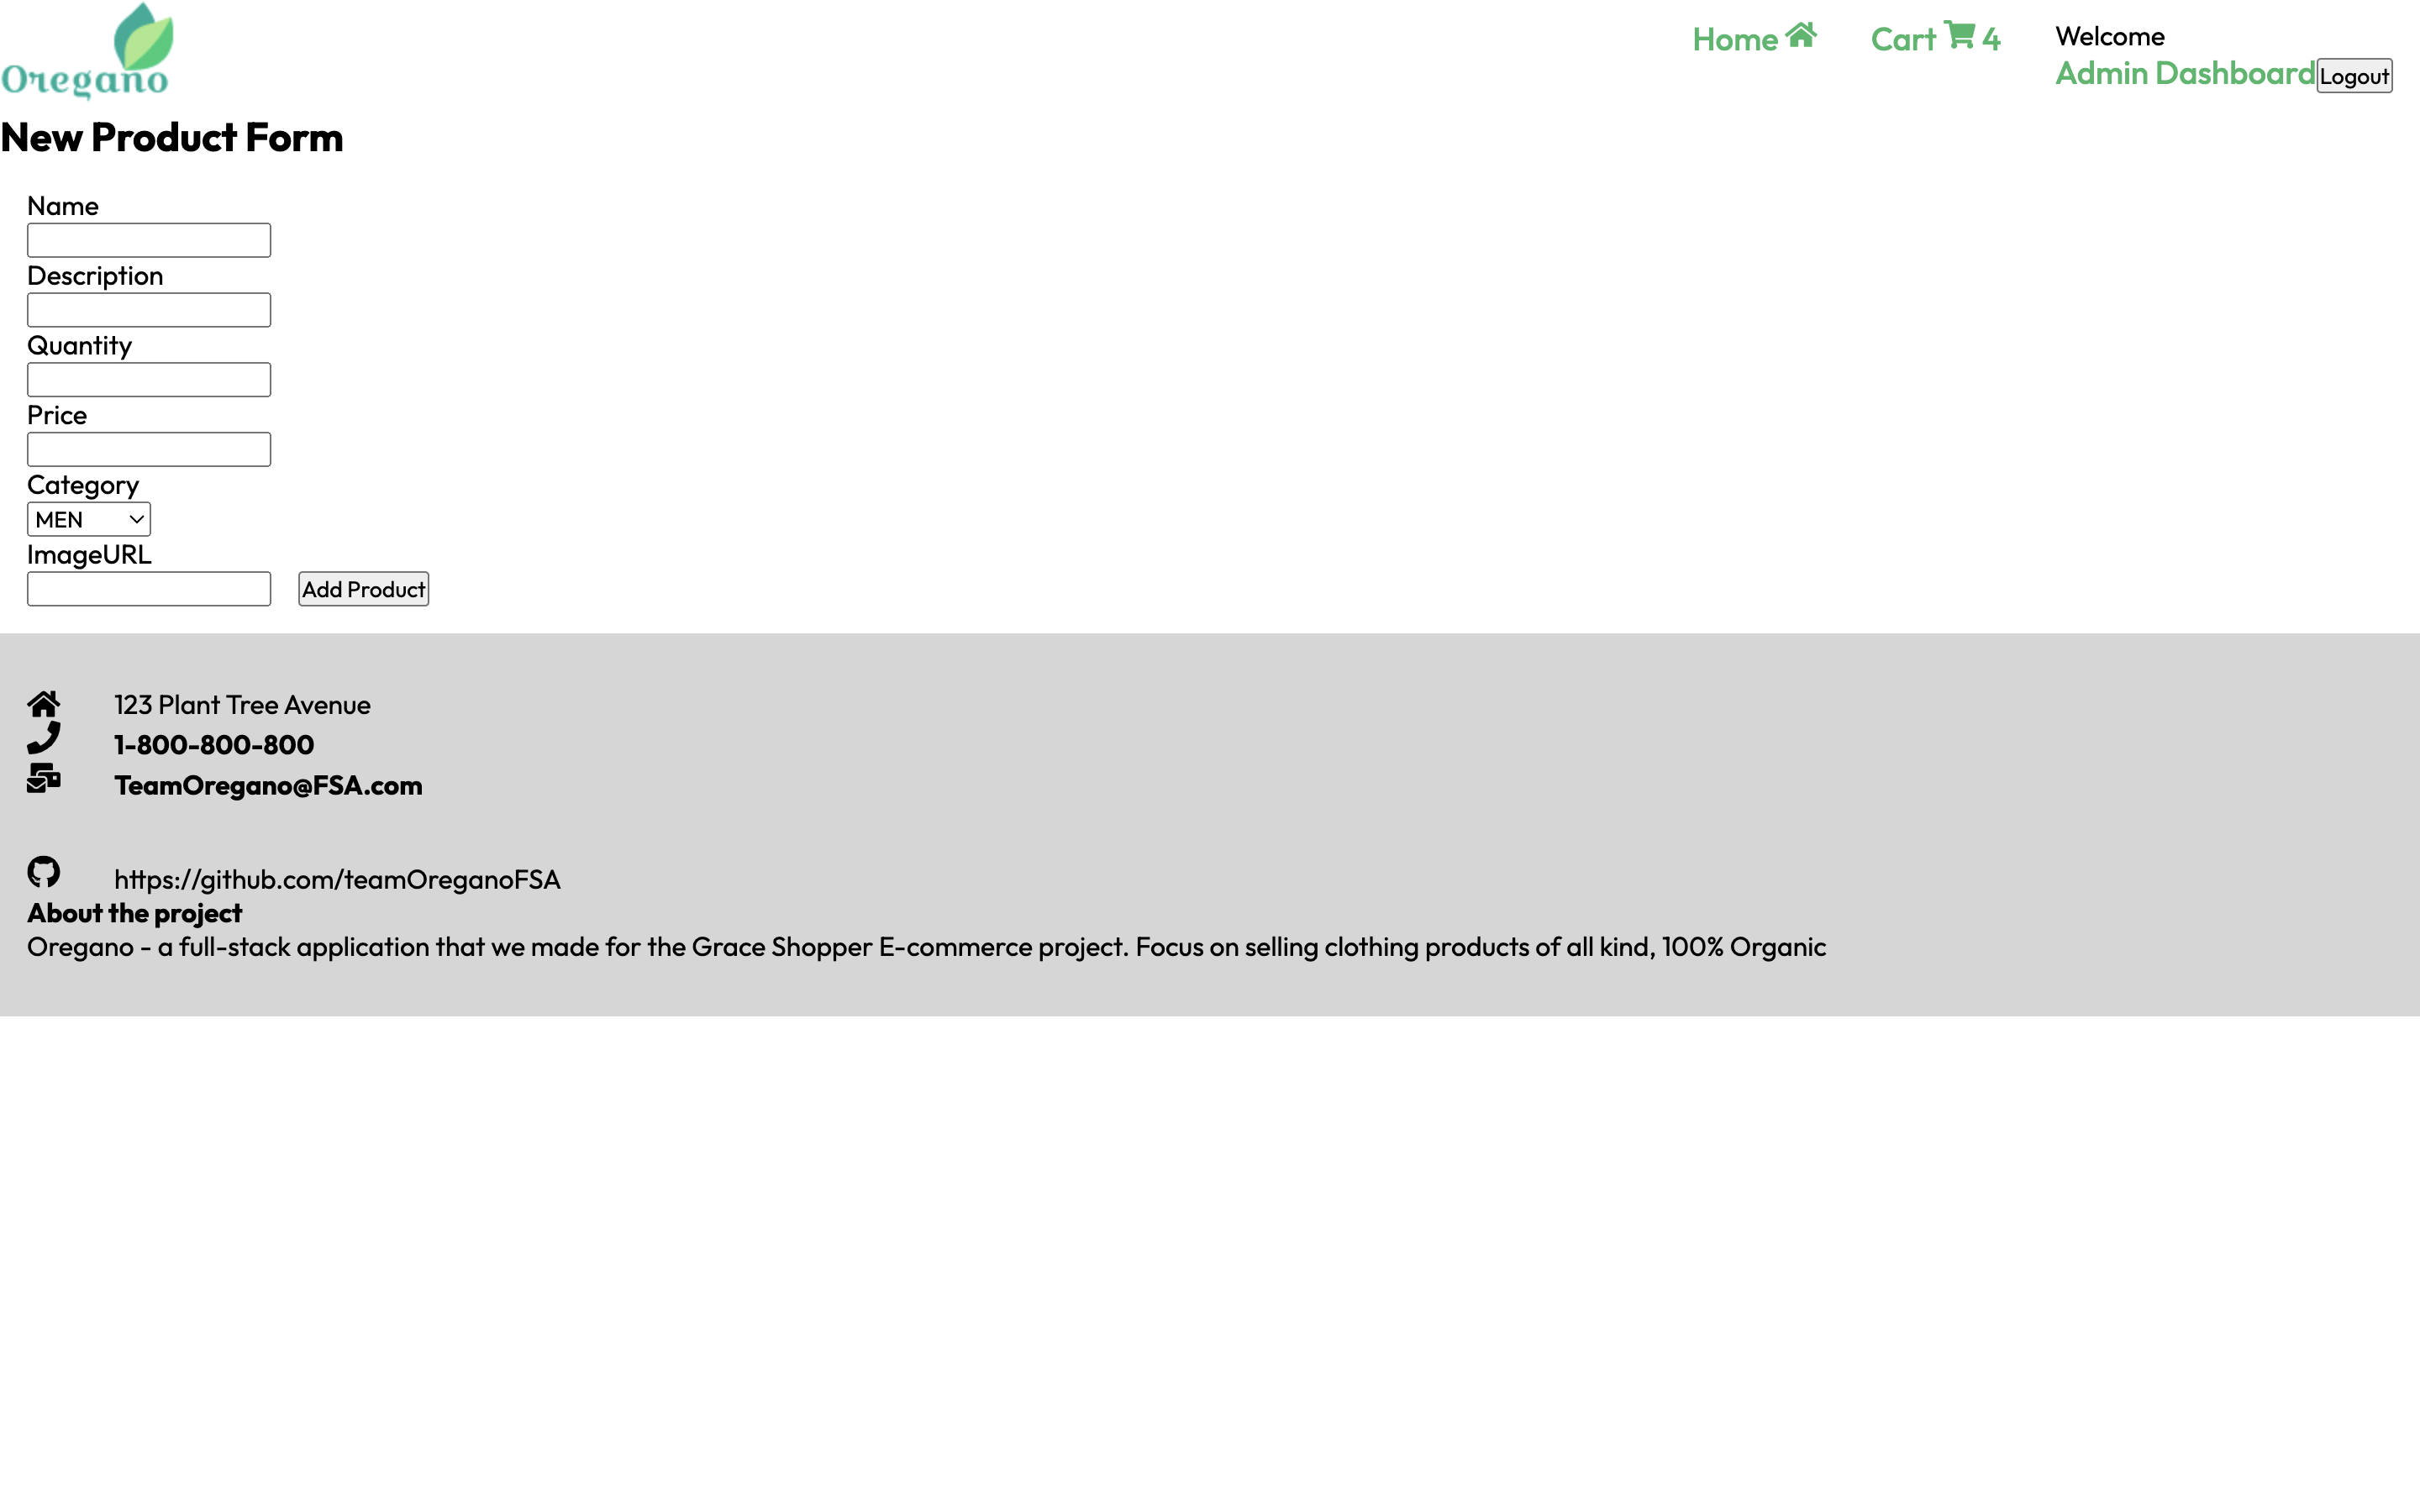 Oregano
Home
Cart 4
Welcome
Admin Dashboard Logout
New Product Form
Name
Description
Quantity
Price
Category
MEN
ImageURL
Add Product
123 Plant Tree Avenue
1-800-800-800
TeamOregano@FSA.com
https://github.com/teamOreganoFSA
About the project
Oregano - a full-stack application that we made for the Grace Shopper E-commerce project. Focus on selling clothing products of all kind, 100% Organic